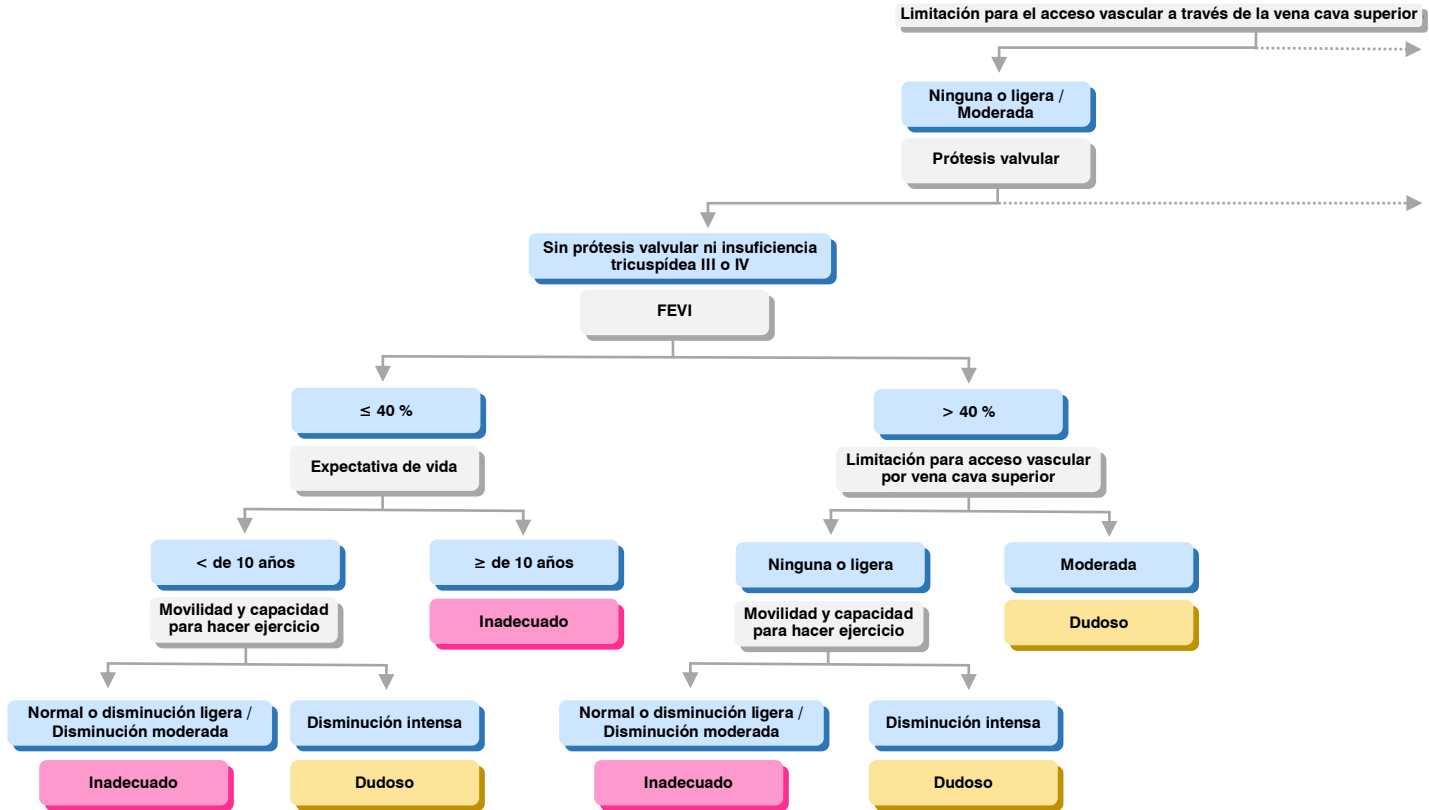 Limitación para el acceso vascular a través de la vena cava superior
Ninguna o ligera /
Moderada
Prótesis valvular
Sin prótesis valvular ni insuficiencia
tricuspídea III o IV
FEVI
≤ 40 %
> 40 %
Expectativa de vida
Limitación para acceso vascular
por vena cava superior
< de 10 años
≥ de 10 años
Ninguna o ligera
Moderada
Movilidad y capacidad
para hacer ejercicio
Inadecuado
Movilidad y capacidad
para hacer ejercicio
Dudoso
Normal o disminución ligera /
Disminución moderada
Disminución intensa
Normal o disminución ligera /
Disminución moderada
Disminución intensa
Inadecuado
Dudoso
Inadecuado
Dudoso